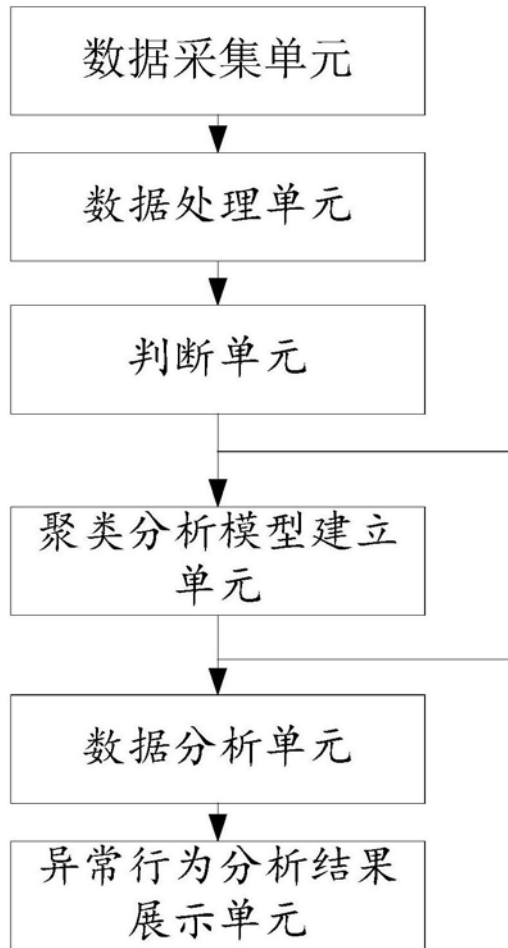 数据采集单元
数据处理单元
判断单元
聚类分析模型建立
单元
数据分析单元
异常行为分析结果
展示单元